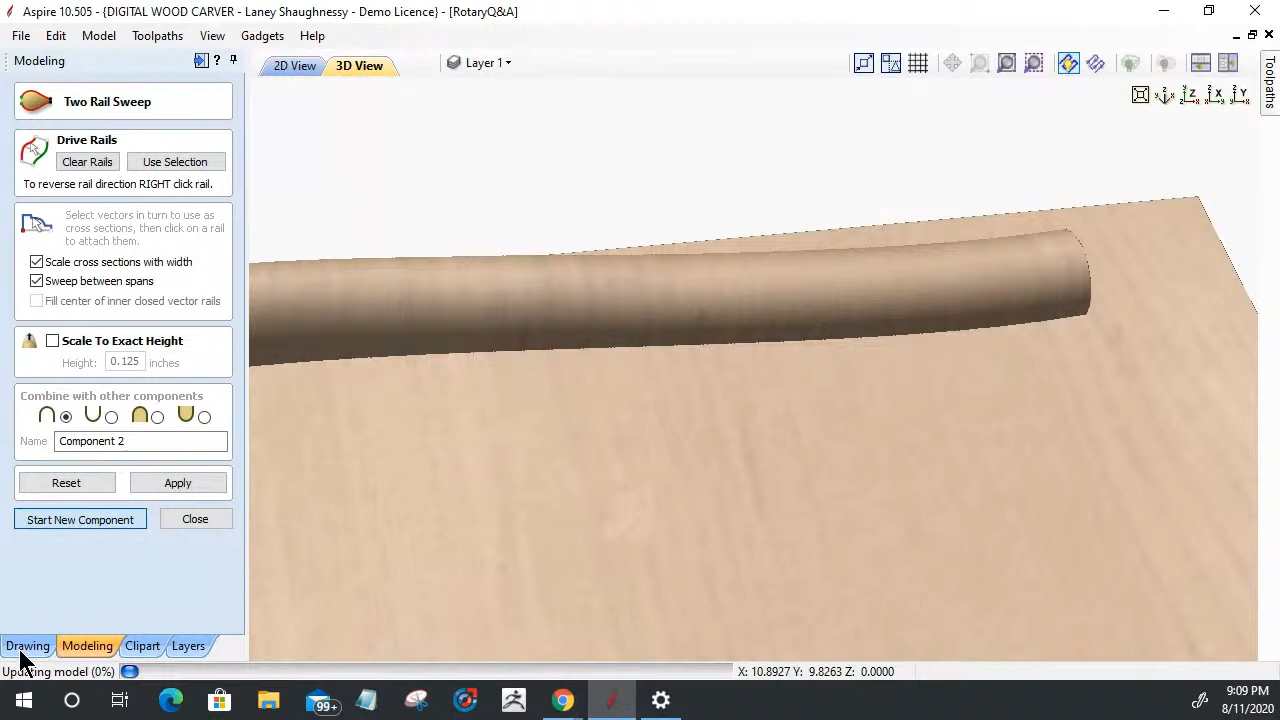 Aspire 10.505 - {DIGITAL WOOD CARVER - Laney Shaughnessy - Demo Licence} - [RotaryQ&A]
File Edit Model Toolpaths View Gadgets Help
Modeling
?
2D View
3D View
Layer 1
Z X Y
Toolpaths
Two Rail Sweep
Drive Rails
Clear Rails
Use Selection
To reverse rail direction RIGHT click rail.
Select vectors in turn to use as
cross sections, then click on a rail
to attach them.
Scale cross sections with width
Sweep between spans
Fill center of inner closed vector rails
Scale To Exact Height
Height: 0.125 inches
Combine with other components
Name Component 2
Reset
Apply
Start New Component
Close
Drawing
Modeling
Clipart
Layers
Updating model (0%)
X: 10.8927 Y: 9.8263 Z: 0.0000
99+
9:09 PM
8/11/2020